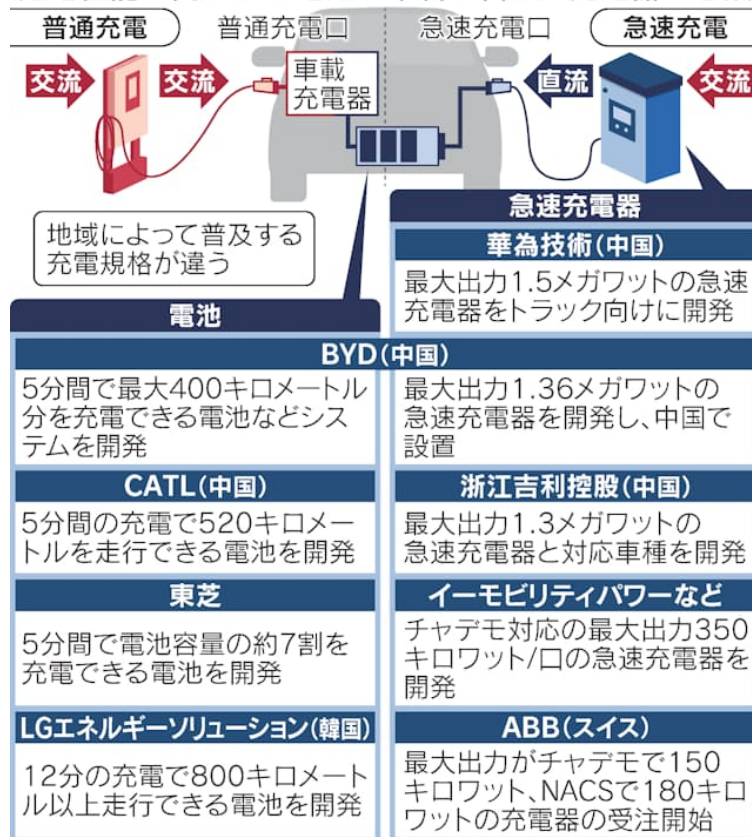 普通充電
普通充電口
急速充電口
急速充電
交流
交流
車載
充電器
直流
交流
地域によって普及する
充電規格が違う
急速充電器
華為技術(中国)
最大出力1.5メガワットの急速
充電器をトラック向けに開発
電池
BYD(中国)
5分間で最大400キロメートル
分を充電できる電池などシス
テムを開発
最大出力1.36メガワットの
急速充電器を開発し、中国で
設置
CATL(中国)
5分間の充電で520キロメー
トルを走行できる電池を開発
浙江吉利控股(中国)
最大出力1.3メガワットの
急速充電器と対応車種を開発
東芝
5分間で電池容量の約7割を
充電できる電池を開発
イーモビリティパワーなど
チャデモ対応の最大出力350
キロワット/口の急速充電器を
開発
LGエネルギーソリューション(韓国)
12分の充電で800キロメート
ル以上走行できる電池を開発
ABB(スイス)
最大出力がチャデモで150
キロワット、NACSで180キロ
ワットの充電器の受注開始